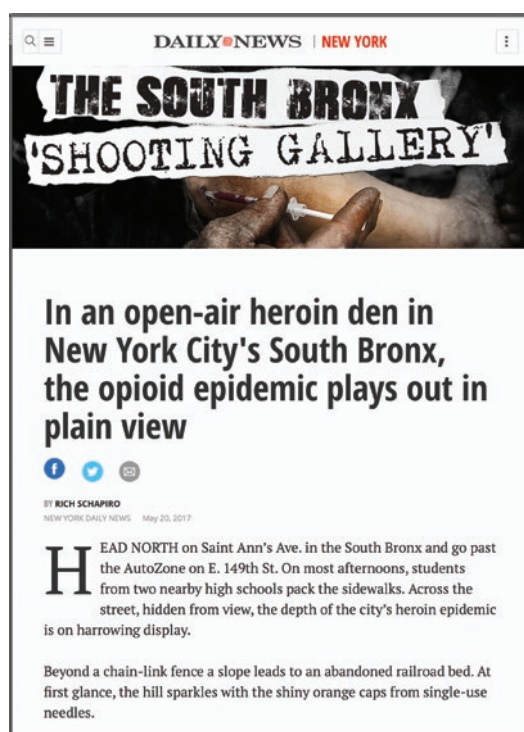 DAILY NEWS | NEW YORK
THE SOUTH BRONX
'SHOOTING GALLERY'
In an open-air heroin den in
New York City's South Bronx,
the opioid epidemic plays out in
plain view
BY RICH SCHAPIRO
NEW YORK DAILY NEWS May 20, 2017
HEAD NORTH on Saint Ann's Ave. in the South Bronx and go past
the AutoZone on E. 149th St. On most afternoons, students
from two nearby high schools pack the sidewalks. Across the
street, hidden from view, the depth of the city's heroin epidemic
is on harrowing display.
Beyond a chain-link fence a slope leads to an abandoned railroad bed. At
first glance, the hill sparkles with the shiny orange caps from single-use
needles.